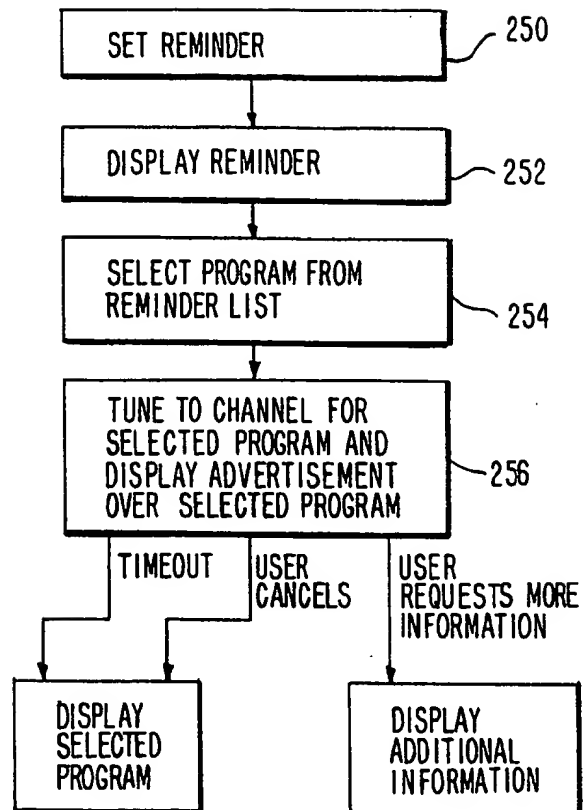 SET REMINDER
250
DISPLAY REMINDER
252
SELECT PROGRAM FROM
REMINDER LIST
254
TUNE TO CHANNEL FOR
SELECTED PROGRAM AND
DISPLAY ADVERTISEMENT
OVER SELECTED PROGRAM
256
TIMEOUT
USER
CANCELS
USER
REQUESTS MORE
INFORMATION
DISPLAY
SELECTED
PROGRAM
DISPLAY
ADDITIONAL
INFORMATION